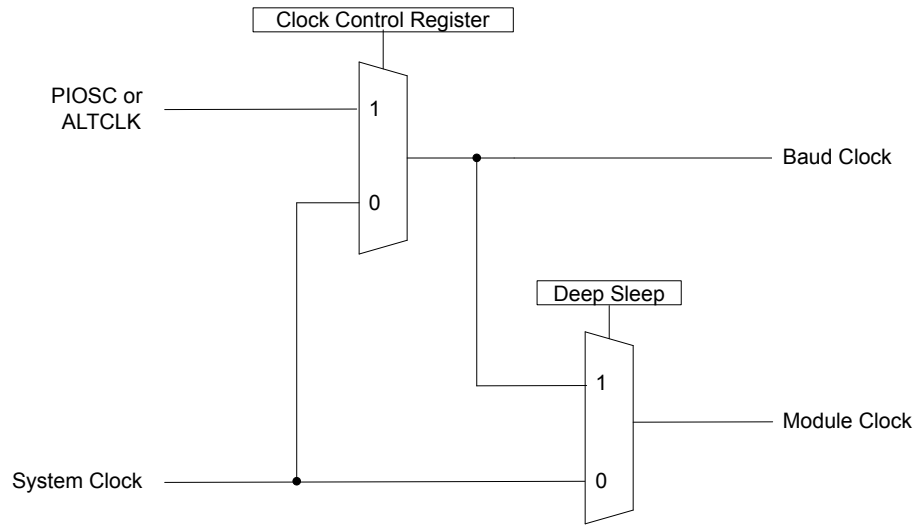 Clock Control Register
PIOSC or
ALTCLK
1
Baud Clock
0
Deep Sleep
1
Module Clock
System Clock
0